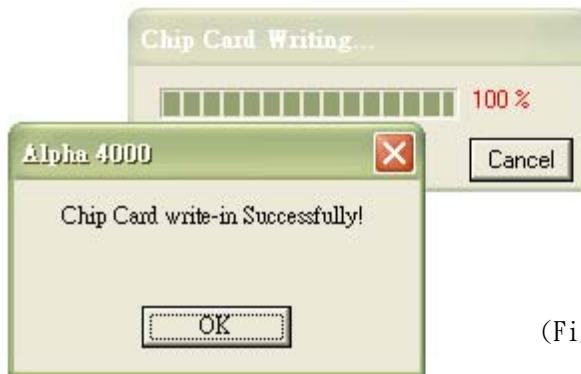 Chip Card Writing...
100 %
Cancel
Alpha 4000
Chip Card write-in Successfully!
OK
(Fi